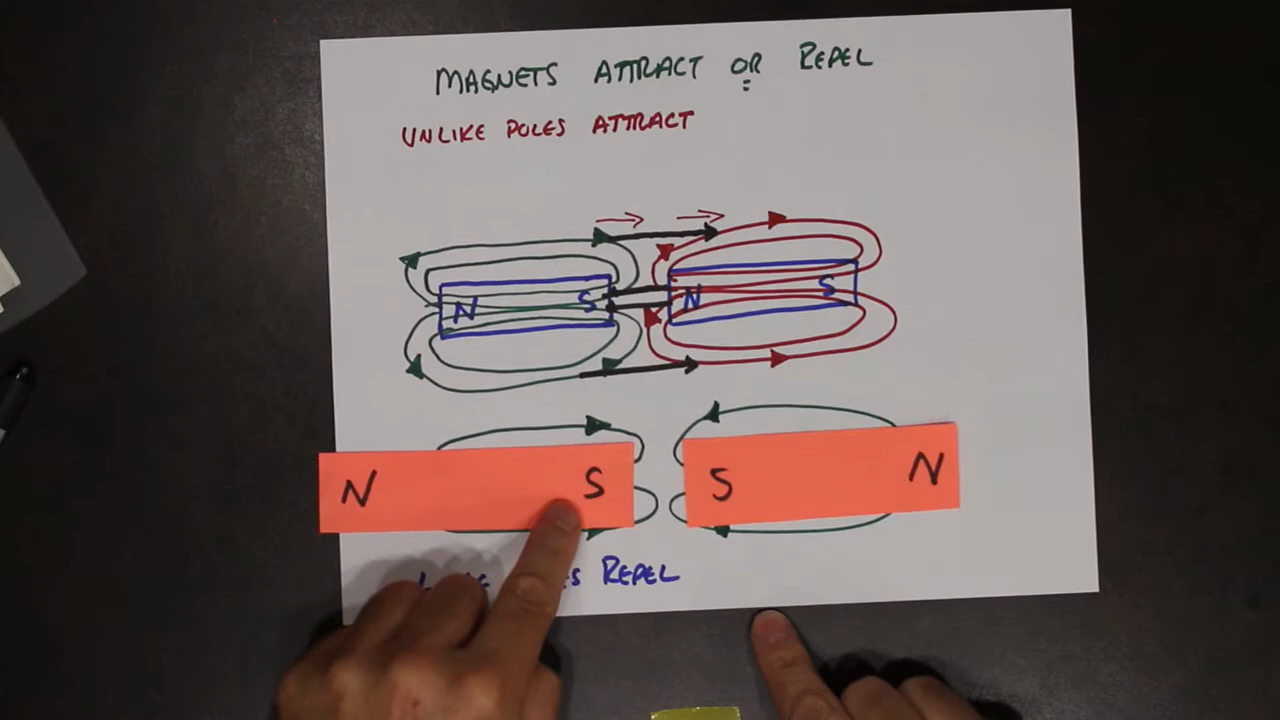 MAGNETS ATTRACT OR REPEL
UNLIKE POLES ATTRACT
N S N S
N S S N
REPEL